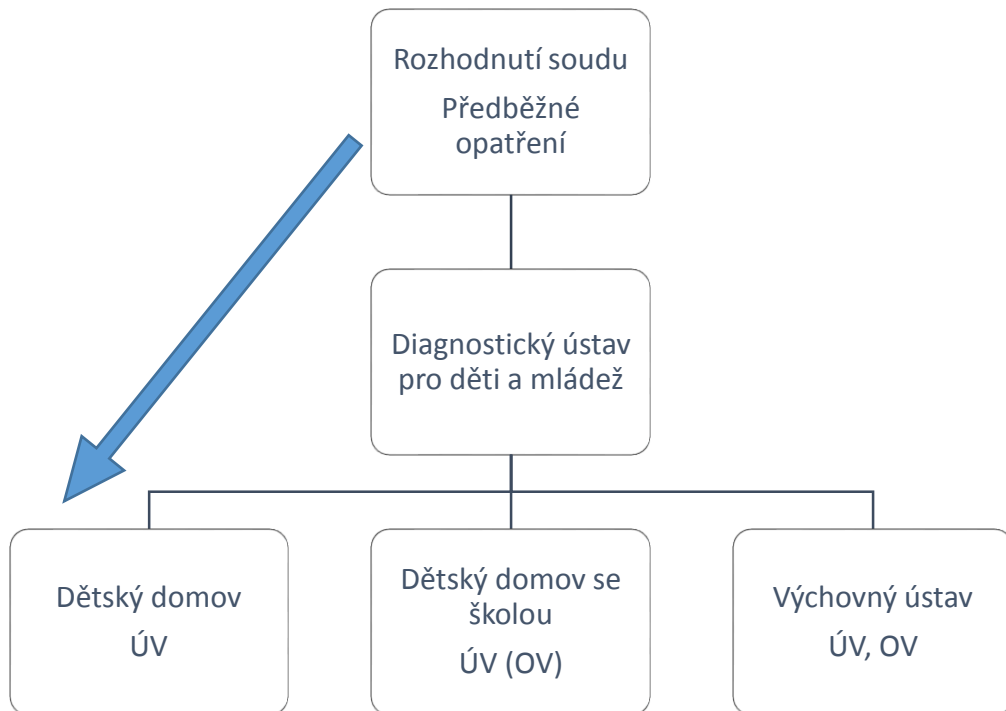 Rozhodnutí soudu
Předběžné
opatření
Diagnostický ústav
pro děti a mládež
Dětský domov
ÚV
Dětský domov se
školou
ÚV (OV)
Výchovný ústav
ÚV, OV